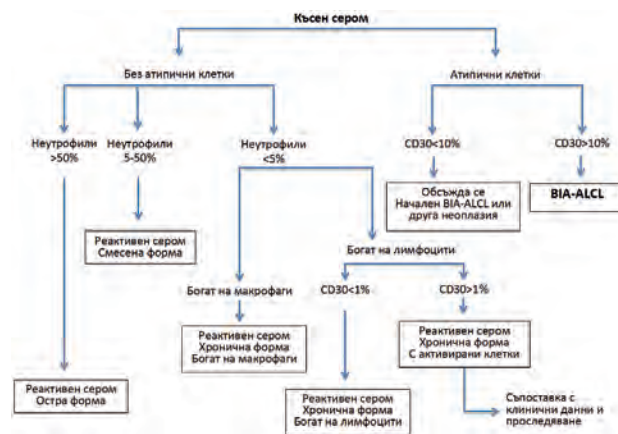 Късен сером
Без атипични клетки
Атипични клетки
Неутрофили
>50%
Неутрофили
5-50%
Неутрофили
<5%
CD30<10%
CD30>10%
Обсъжда се
Начален BIA-ALCL или
друга неоплазия
BIA-ALCL
Реактивен сером
Смесена форма
Богат на лимфоцити
Богат на макрофаги
CD30<1%
CD30>1%
Реактивен сером
Хронична форма
Богат на макрофаги
Реактивен сером
Хронична форма
С активирани клетки
Реактивен сером
Остра форма
Реактивен сером
Хронична форма
Богат на лимфоцити
Съпоставка с
клинични данни и
проследяване